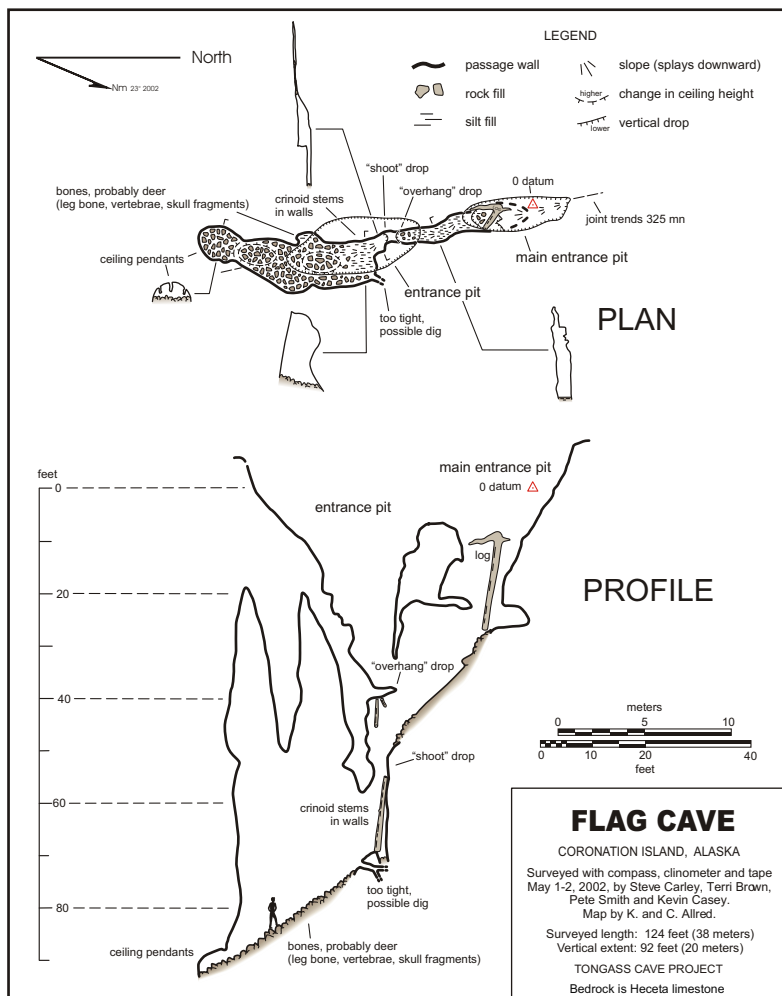 North
Nm 23° 2002
LEGEND
passage wall
rock fill
silt fill
slope (splays downward)
higher
change in ceiling height
lower
vertical drop
"shoot" drop
bones, probably deer
(leg bone, vertebrae, skull fragments)
crinoid stems
in walls
"overhang" drop
0 datum
joint trends 325 mn
ceiling pendants
main entrance pit
entrance pit
too tight,
possible dig
PLAN
feet
0
20
40
60
80
main entrance pit
0 datum
entrance pit
log
PROFILE
"overhang" drop
"shoot" drop
crinoid stems
in walls
too tight,
possible dig
ceiling pendants
bones, probably deer
(leg bone, vertebrae, skull fragments)
meters
0 5 10
0 10 20 40
feet
FLAG CAVE
CORONATION ISLAND, ALASKA
Surveyed with compass, clinometer and tape
May 1-2, 2002, by Steve Carley, Terri Brown,
Pete Smith and Kevin Casey.
Map by K. and C. Allred.
Surveyed length: 124 feet (38 meters)
Vertical extent: 92 feet (20 meters)
TONGASS CAVE PROJECT
Bedrock is Heceta limestone